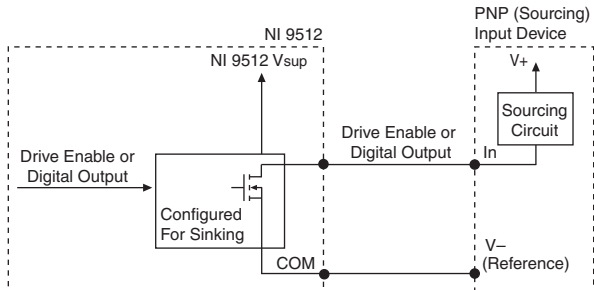 PNP (Sourcing)
Input Device
NI 9512
NI 9512 Vsup
V+
Sourcing
Circuit
Drive Enable or
Digital Output
In
Drive Enable or
Digital Output
Configured
For Sinking
COM
V–
(Reference)